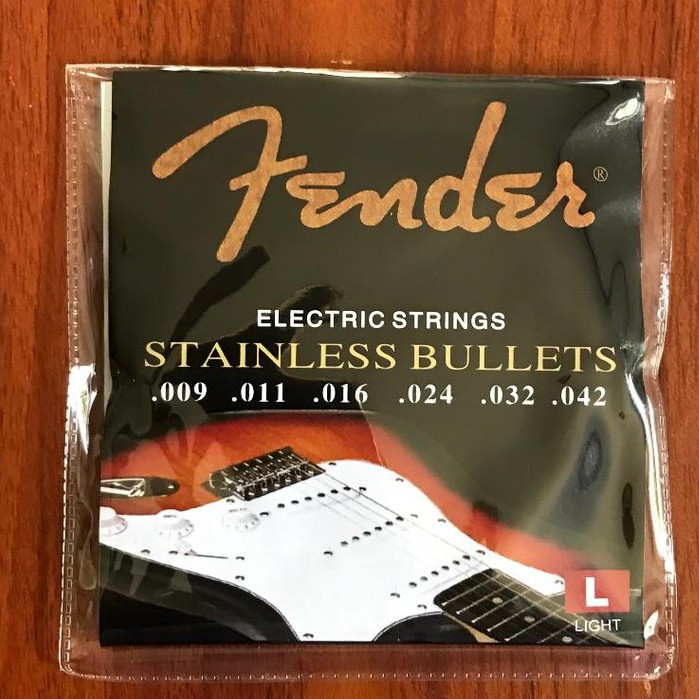 Fender®
ELECTRIC STRINGS
STAINLESS BULLETS
.009 .011 .016 .024 .032 .042
L
LIGHT